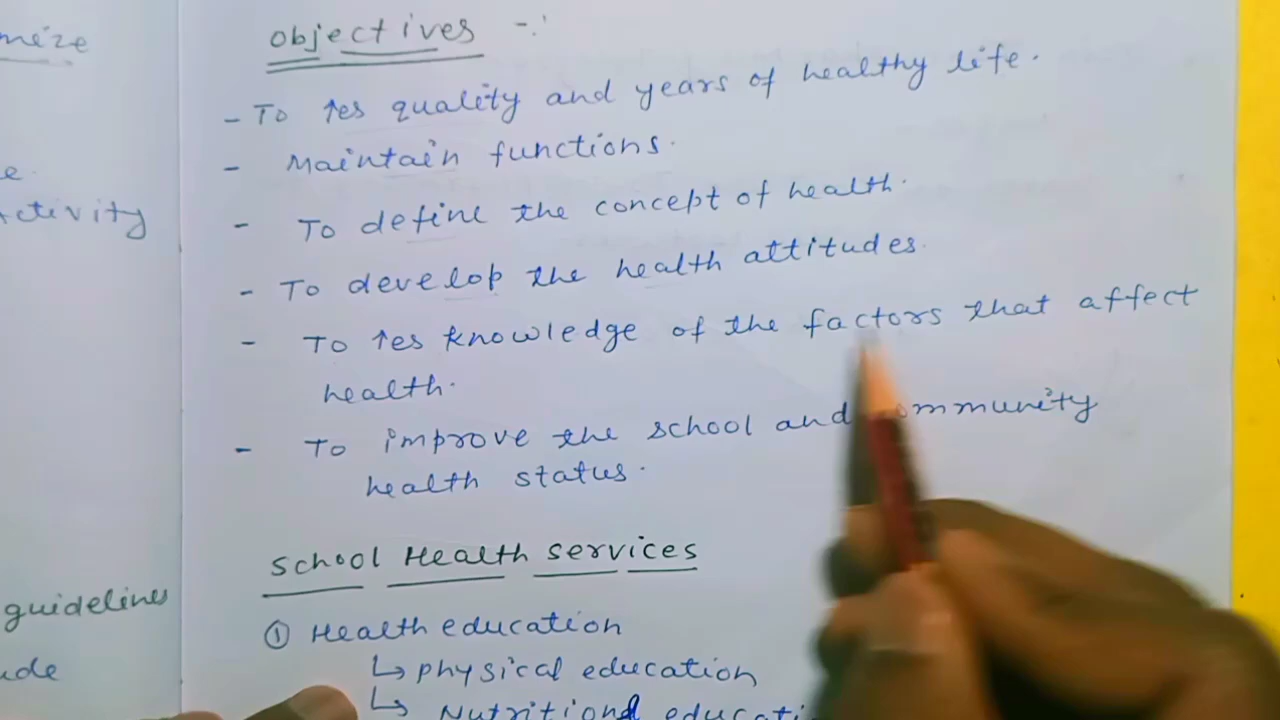 meize
e.
ctivity
guidelines
ude
objectives -:
- To ↑es quality and years of healthy life.
- Maintain functions.
- To define the concept of health.
- To develop the health attitudes.
- To ↑es knowledge of the factors that affect
health.
- To improve the school and community
health status.
School Health services
① Health education
↳ physical education
↳ Nutritional educati